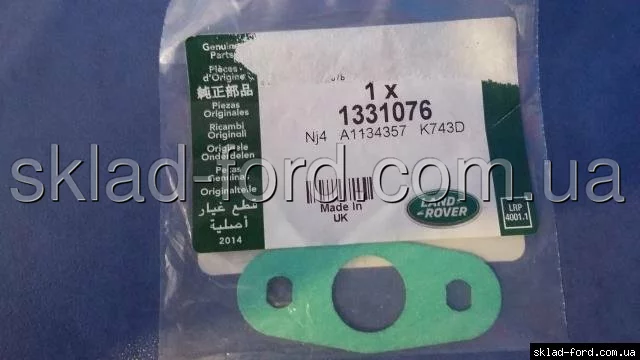 Genuine
Parts
Pièces
d'Origine
純正部品
Piezas
Originales
Ricambi
Originali
Originele
Onderdelen
Peças
Genuínas
Originalteile
قطع غيار
أصلية
2014
1 x
1331076
Nj4 A1134357 K743D
Made In
UK
LAND
ROVER
LRP
4001.1
sklad-ford.com.ua
sklad-ford.com.ua